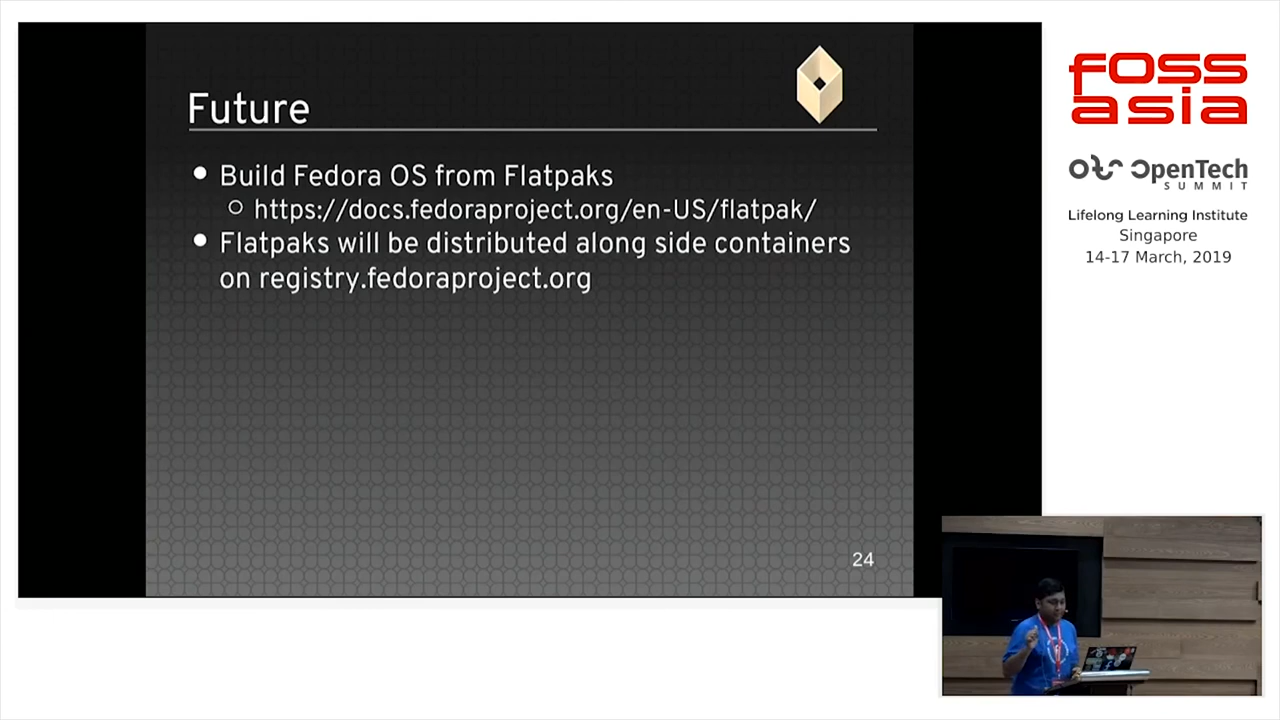 Future
● Build Fedora OS from Flatpaks
○ https://docs.fedoraproject.org/en-US/flatpak/
● Flatpaks will be distributed along side containers
on registry.fedoraproject.org
24
fOSS
asia
OpenTech
SUMMIT
Lifelong Learning Institute
Singapore
14-17 March, 2019